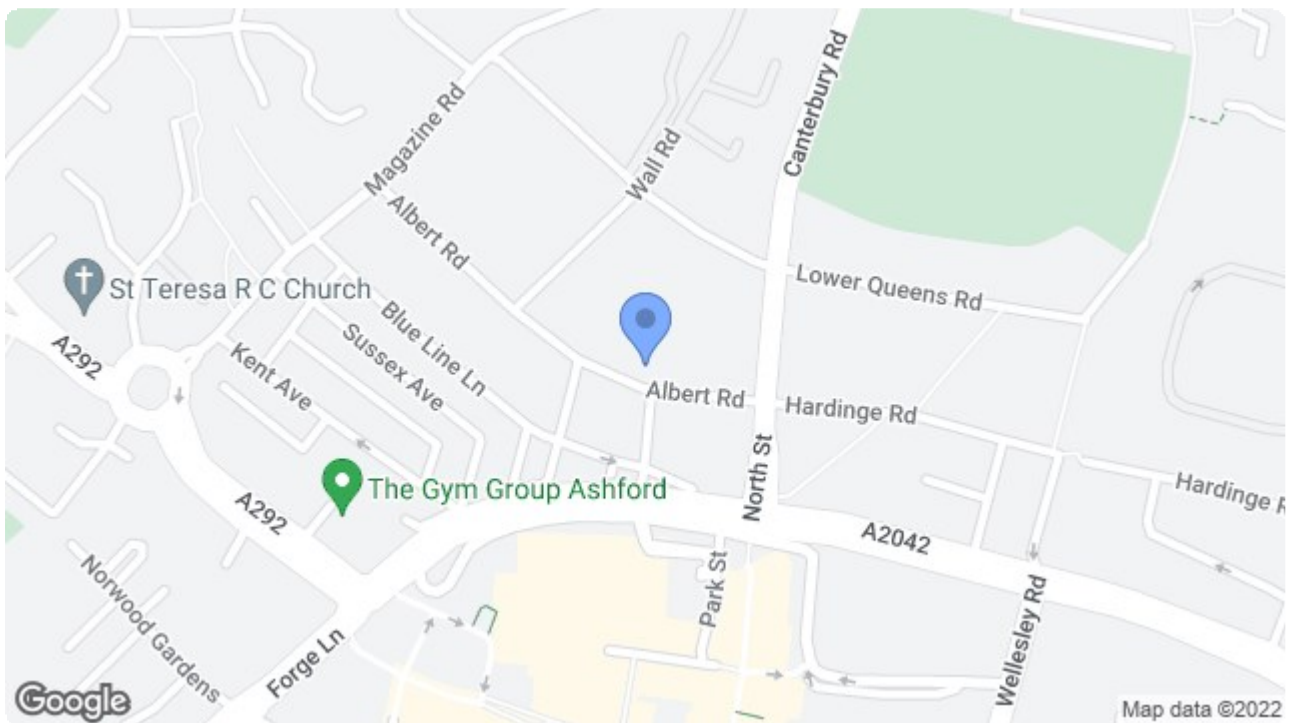 Canterbury Rd
Magazine Rd
Wall Rd
Albert Rd
St Teresa R C Church
Lower Queens Rd
Blue Line Ln
Sussex Ave
A292
Kent Ave
Albert Rd
Hardinge Rd
The Gym Group Ashford
North St
Hardinge R
A292
A2042
Park St
Norwood Gardens
Wellesley Rd
Forge Ln
Google
Map data ©2022